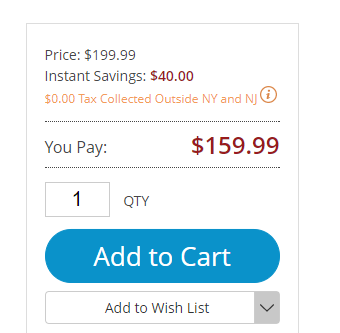 Price: $199.99
Instant Savings: $40.00
$0.00 Tax Collected Outside NY and NJ i
You Pay: $159.99
1 QTY
Add to Cart
Add to Wish List